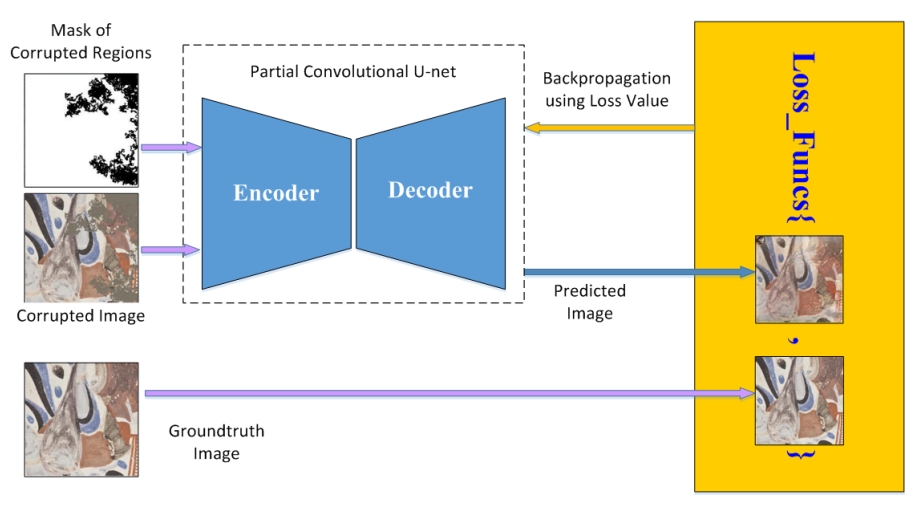 Mask of
Corrupted Regions
Partial Convolutional U-net
Encoder
Decoder
Backpropagation
using Loss Value
Loss_Funcs{
Corrupted Image
Predicted
Image
,
Groundtruth
Image
}